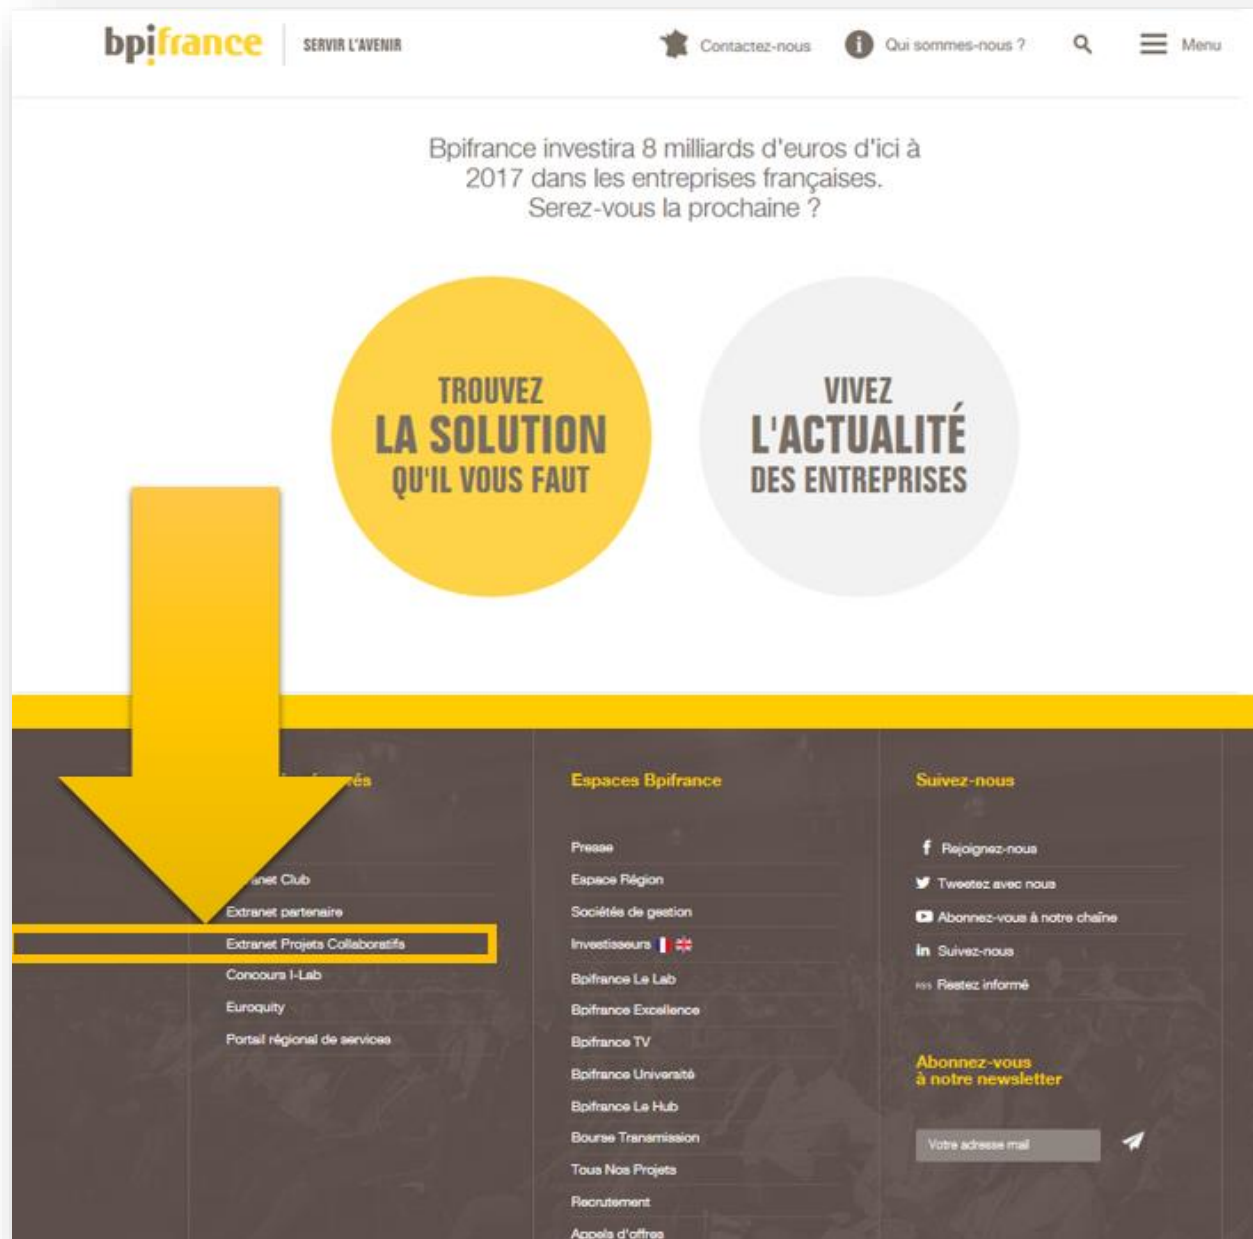 bpifrance
SERVIR L'AVENIR
Contactez-nous
Qui sommes-nous ?
Menu
Bpifrance investira 8 milliards d'euros d'ici à
2017 dans les entreprises françaises.
Serez-vous la prochaine ?
TROUVEZ
LA SOLUTION
QU'IL VOUS FAUT
VIVEZ
L'ACTUALITÉ
DES ENTREPRISES
Club
Extranet partenaire
Extranet Projets Collaboratifs
Concours I-Lab
Euroquity
Portail régional de services
Espaces Bpifrance
Presse
Espace Région
Sociétés de gestion
Investisseurs
Bpifrance Le Lab
Bpifrance Excellence
Bpifrance TV
Bpifrance Université
Bpifrance Le Hub
Bourse Transmission
Tous Nos Projets
Recrutement
Appels d'offres
Suivez-nous
Rejoignez-nous
Tweetez avec nous
Abonnez-vous à notre chaîne
in Suivez-nous
RSS Restez informé
Abonnez-vous
à notre newsletter
Votre adresse mail